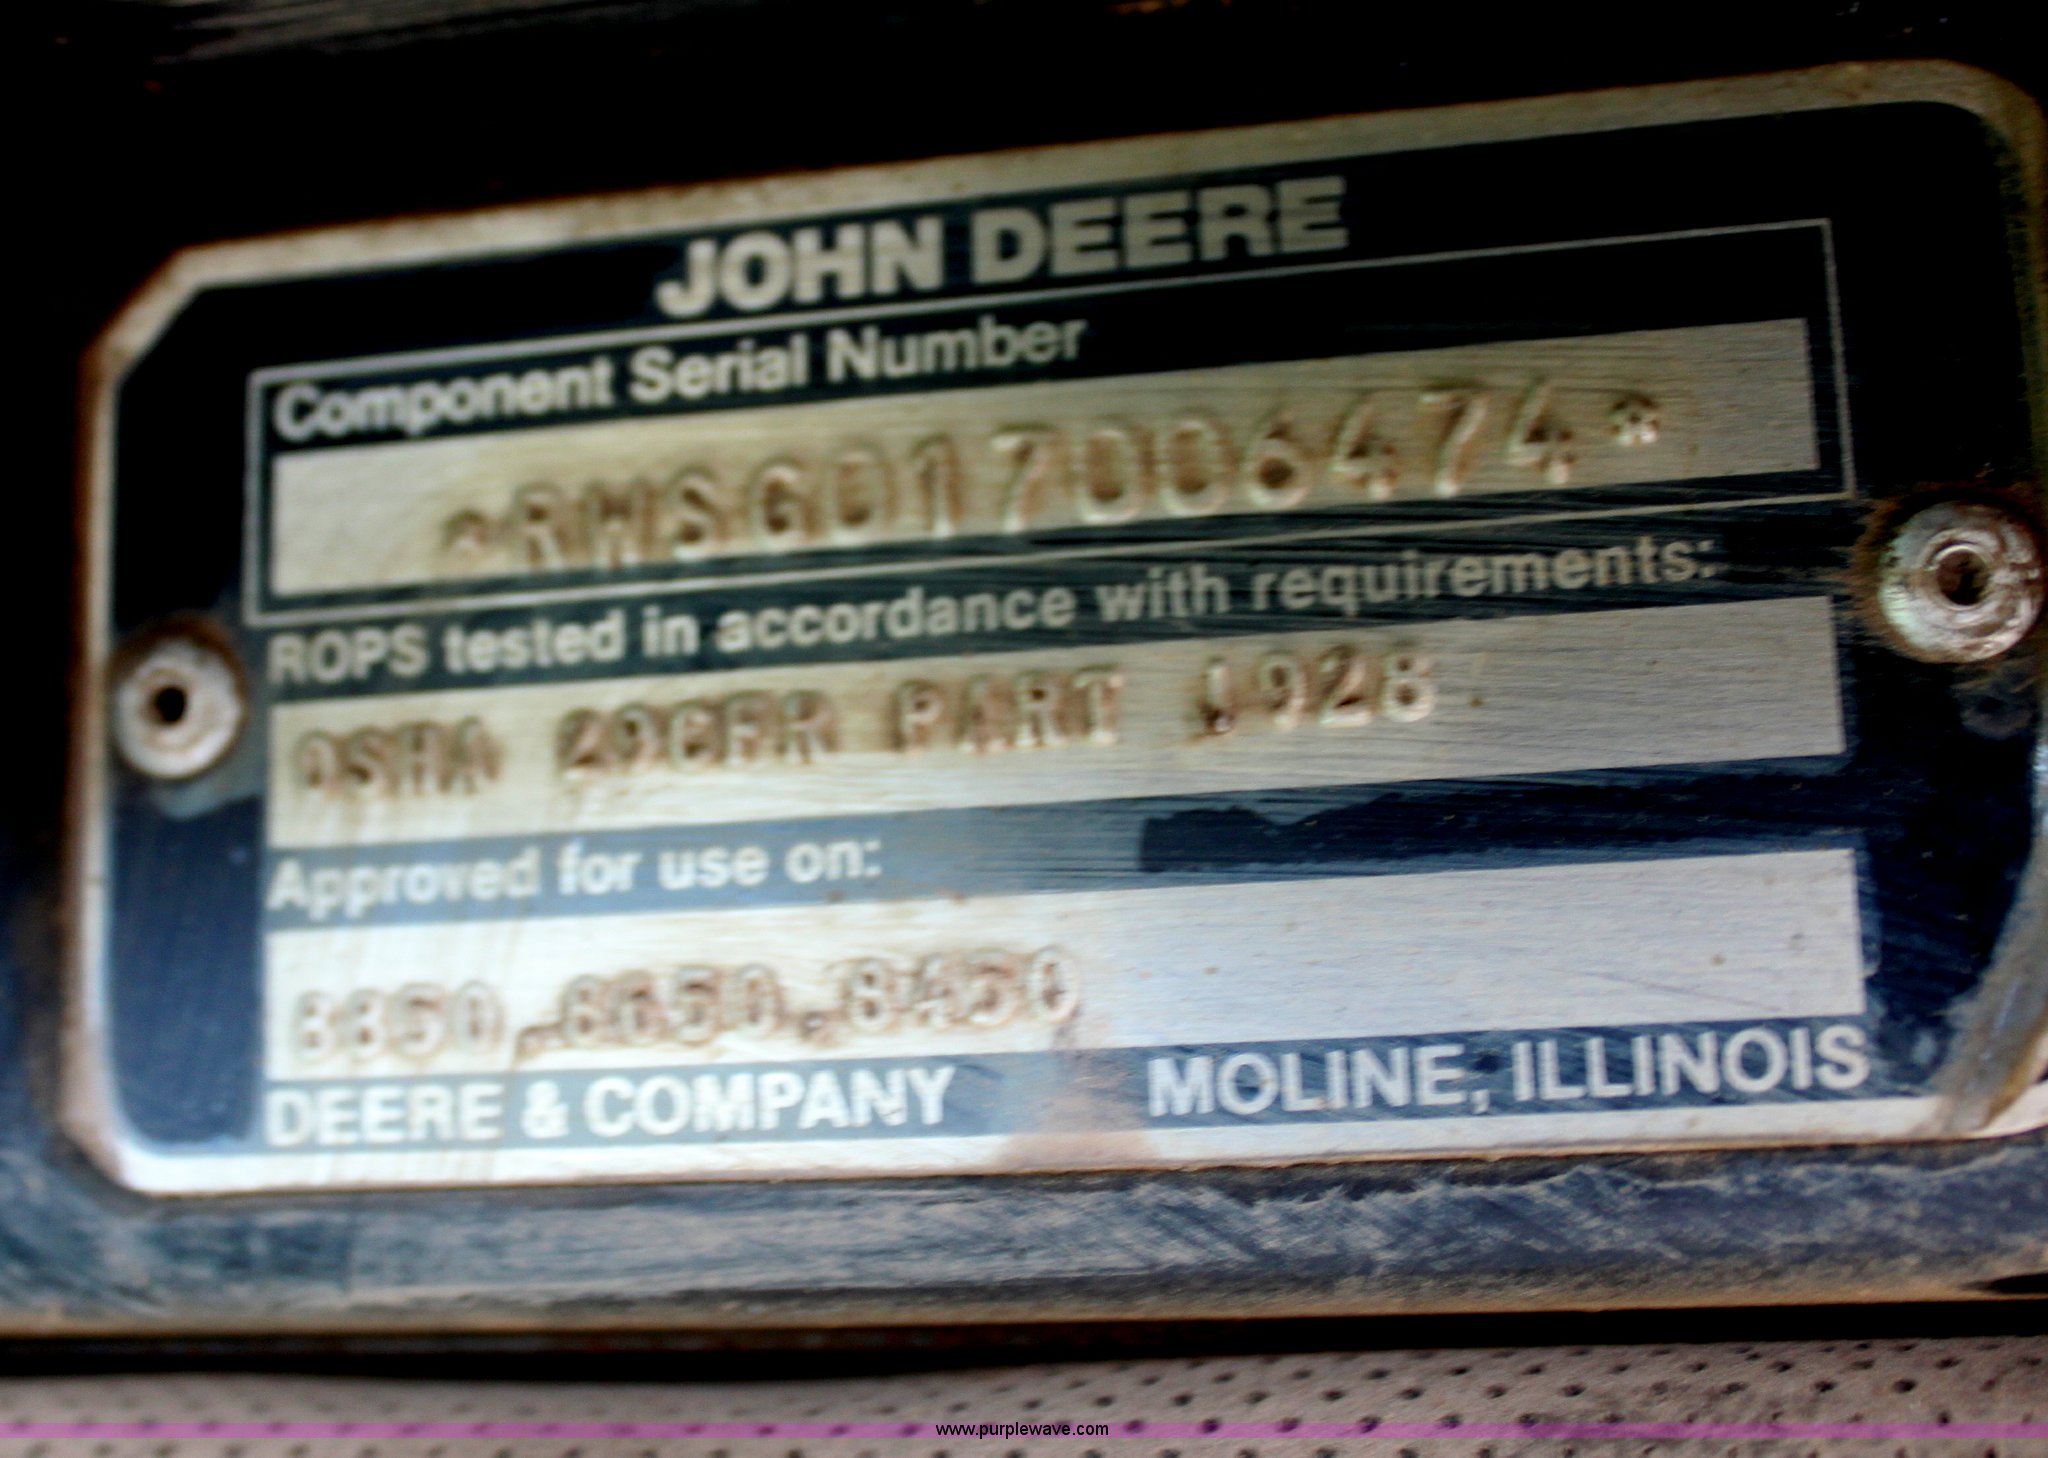 JOHN DEERE
Component Serial Number
*RWSG017006474*
ROPS tested in accordance with requirements:
OSHA 29CFR PART 1928
Approved for use on:
8850,8650,8450
DEERE & COMPANY MOLINE, ILLINOIS
www.purplewave.com